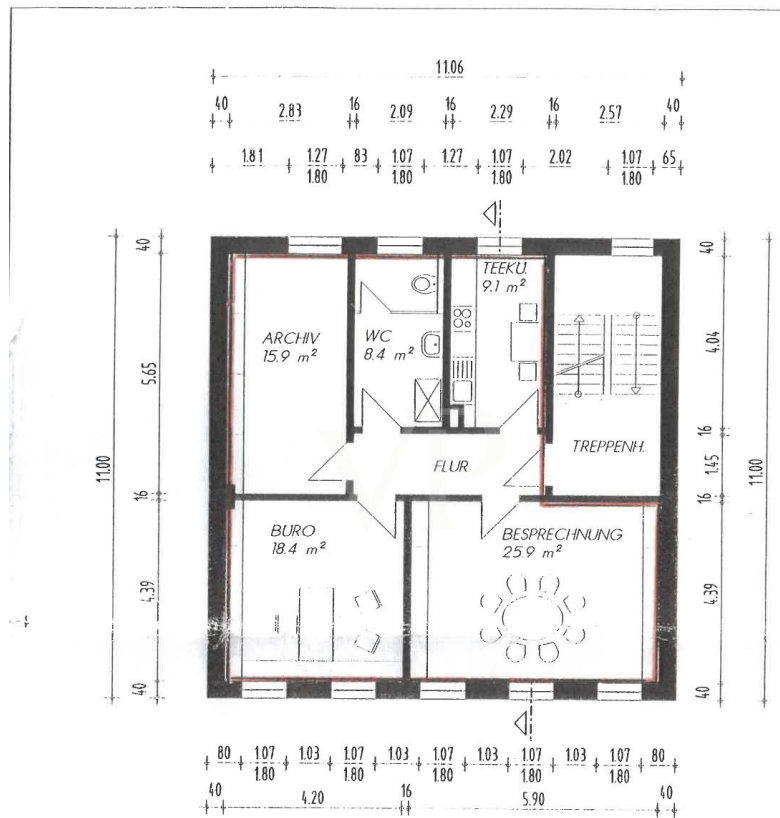 11.06
40 2.83 16 2.09 16 2.29 16 2.57 40
1.81 1.27 83 1.07 1.27 1.07 2.02 1.07 65
1.80 1.80 1.80 1.80
40
5.65
16
4.39
40
11.00
40
4.04
16
1.45
16
4.39
40
11.00
TEEKU.
9.1 m²
ARCHIV
15.9 m²
WC
8.4 m²
TREPPENH.
FLUR
BURO
18.4 m²
BESPRECHNUNG
25.9 m²
VP
80 1.07 1.03 1.07 1.03 1.07 1.03 1.07 1.03 1.07 80
1.80 1.80 1.80 1.80 1.80
40 4.20 16 5.90 40